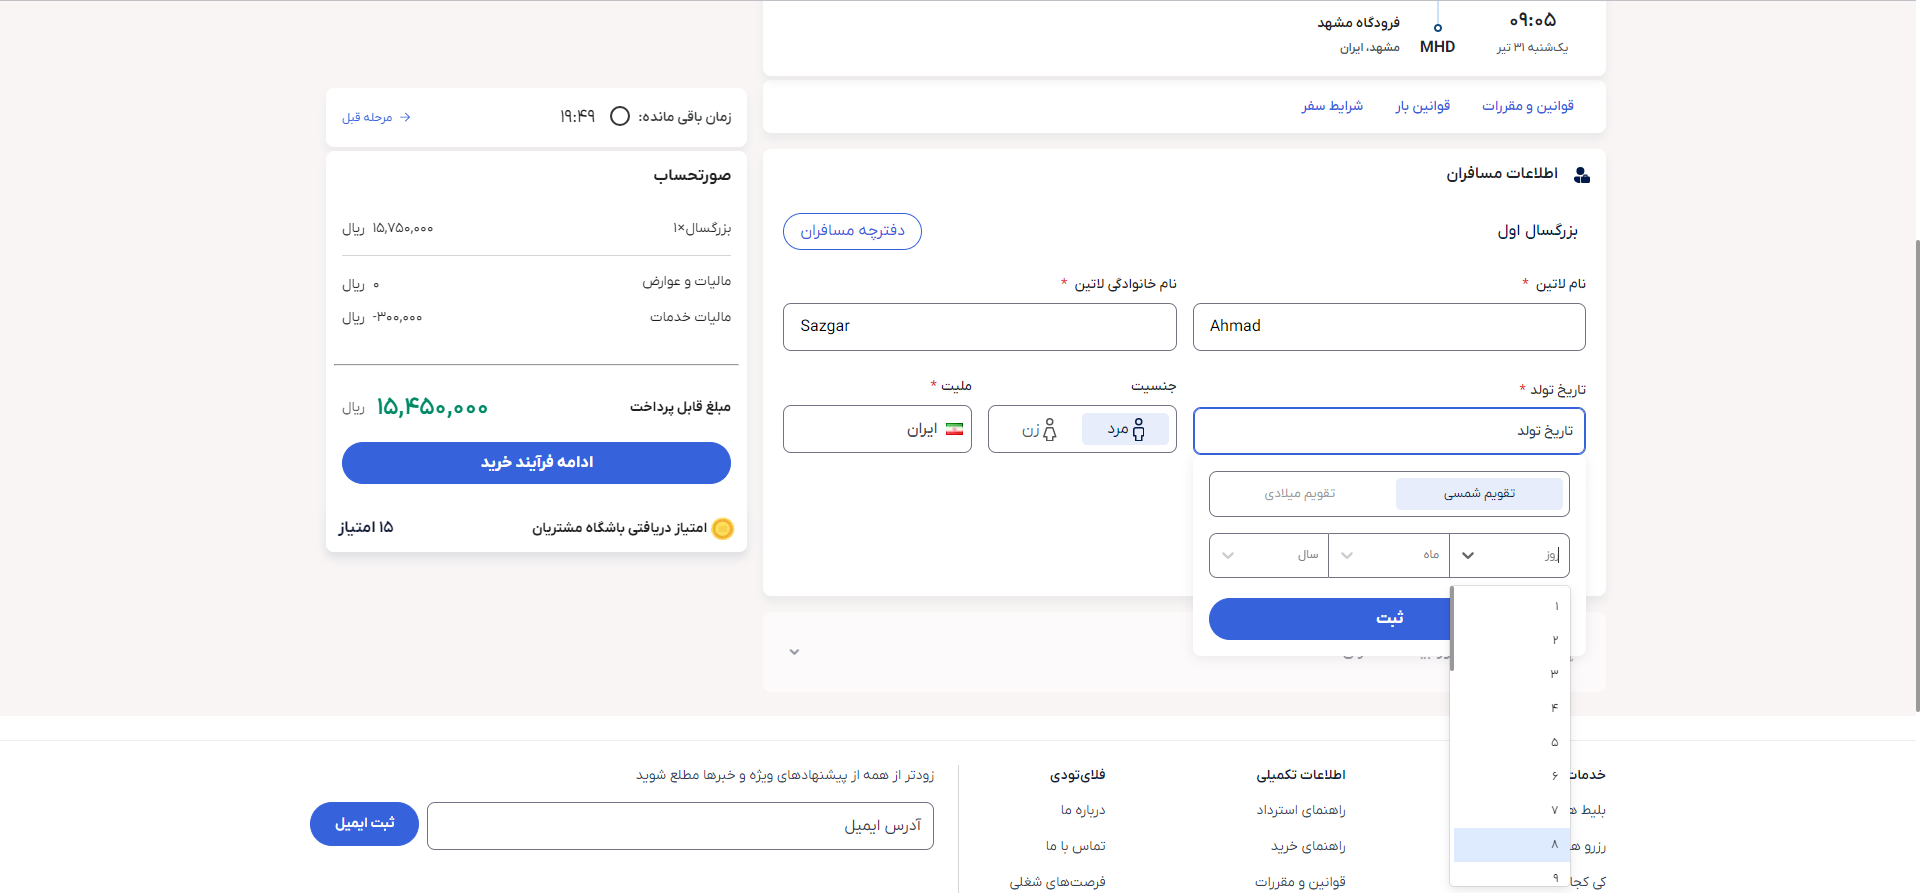 ۰۹:۰۵
فرودگاه مشهد
MHD
یک‌شنبه ۳۱ تیر
مشهد، ایران
قوانین و مقررات
قوانین بار
شرایط سفر
اطلاعات مسافران
بزرگسال اول
دفترچه مسافران
نام لاتین *
نام خانوادگی لاتین *
Ahmad
Sazgar
تاریخ تولد *
جنسیت
ملیت *
تاریخ تولد
مرد
زن
ایران
تقویم شمسی
تقویم میلادی
روز
ماه
سال
ثبت
۱
۲
۳
۴
۵
۶
۷
۸
۹
زمان باقی مانده:
۱۹:۴۹
مرحله قبل
صورتحساب
بزرگسال×۱
۱۵,۷۵۰,۰۰۰ ریال
مالیات و عوارض
۰ ریال
مالیات خدمات
-۳۰۰,۰۰۰ ریال
مبلغ قابل پرداخت
۱۵,۴۵۰,۰۰۰ ریال
ادامه فرآیند خرید
امتیاز دریافتی باشگاه مشتریان
۱۵ امتیاز
خدمات
بلیط
رزرو
کی کجا
اطلاعات تکمیلی
راهنمای استرداد
راهنمای خرید
قوانین و مقررات
فلای‌تودی
درباره ما
تماس با ما
فرصت‌های شغلی
زودتر از همه از پیشنهادهای ویژه و خبرها مطلع شوید
آدرس ایمیل
ثبت ایمیل